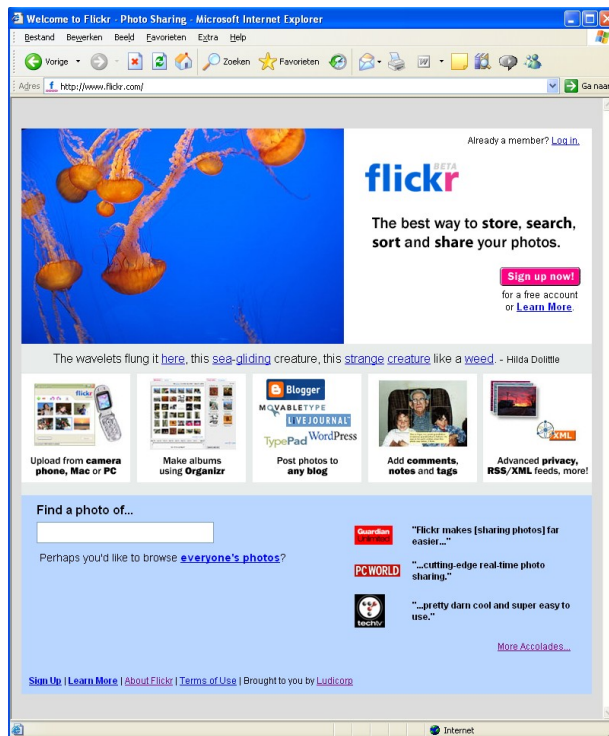 Welcome to Flickr - Photo Sharing - Microsoft Internet Explorer
Bestand Bewerken Beeld Favorieten Extra Help
Vorige Zoeken Favorieten
Adres http://www.flickr.com/ Ga naar
Already a member? Log in.
flickr BETA
The best way to store, search,
sort and share your photos.
Sign up now!
for a free account
or Learn More.
The wavelets flung it here, this sea-gliding creature, this strange creature like a weed. - Hilda Dolittle
flickr
Blogger
MOVABLETYPE
LIVEJOURNAL
TypePad WordPress
XML
Upload from camera phone, Mac or PC
Make albums using Organizr
Post photos to any blog
Add comments, notes and tags
Advanced privacy, RSS/XML feeds, more!
Find a photo of...
Perhaps you'd like to browse everyone's photos?
Guardian Unlimited
"Flickr makes [sharing photos] far
easier..."
PC WORLD
"...cutting-edge real-time photo
sharing."
techtv
"...pretty darn cool and super easy to
use."
More Accolades...
Sign Up | Learn More | About Flickr | Terms of Use | Brought to you by Ludicorp
Internet